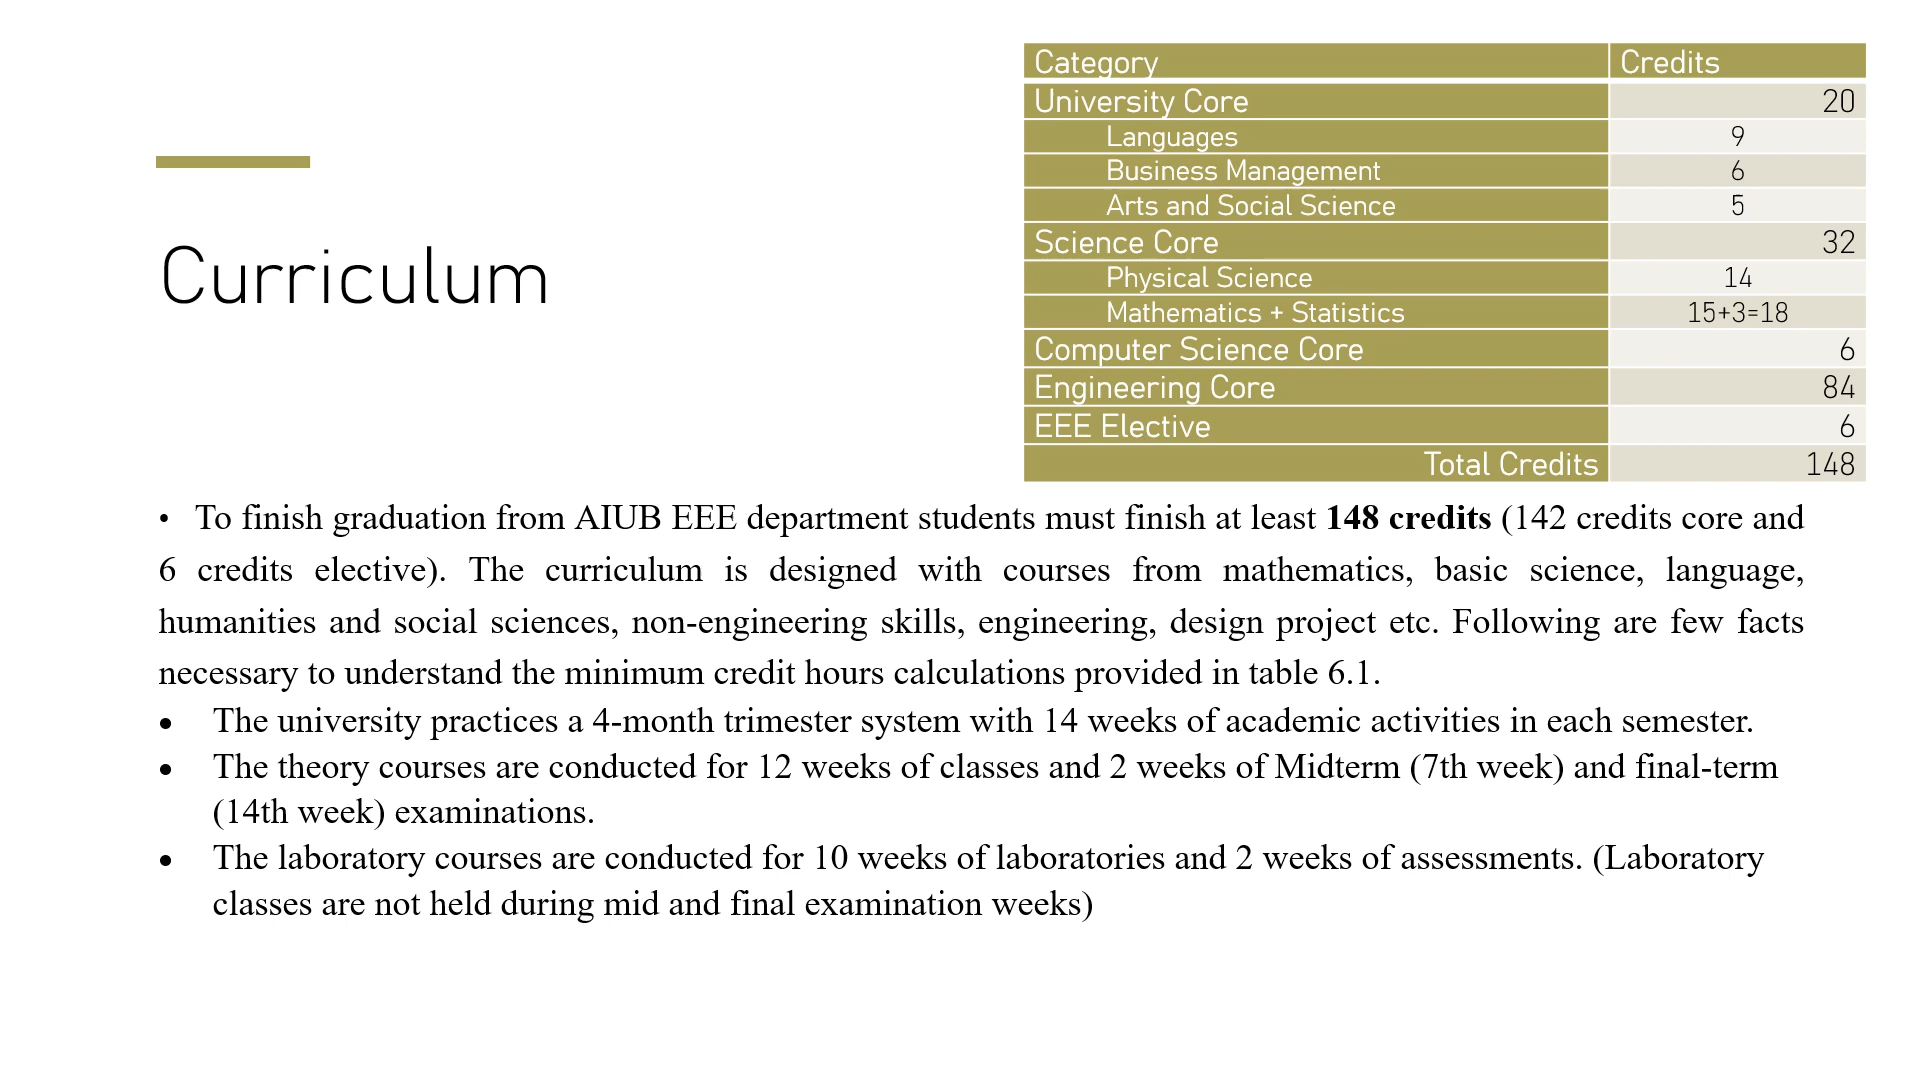 Curriculum
Category Credits
University Core 20
Languages 9
Business Management 6
Arts and Social Science 5
Science Core 32
Physical Science 14
Mathematics + Statistics 15+3=18
Computer Science Core 6
Engineering Core 84
EEE Elective 6
Total Credits 148
• To finish graduation from AIUB EEE department students must finish at least 148 credits (142 credits core and
6 credits elective). The curriculum is designed with courses from mathematics, basic science, language,
humanities and social sciences, non-engineering skills, engineering, design project etc. Following are few facts
necessary to understand the minimum credit hours calculations provided in table 6.1.
• The university practices a 4-month trimester system with 14 weeks of academic activities in each semester.
• The theory courses are conducted for 12 weeks of classes and 2 weeks of Midterm (7th week) and final-term
(14th week) examinations.
• The laboratory courses are conducted for 10 weeks of laboratories and 2 weeks of assessments. (Laboratory
classes are not held during mid and final examination weeks)